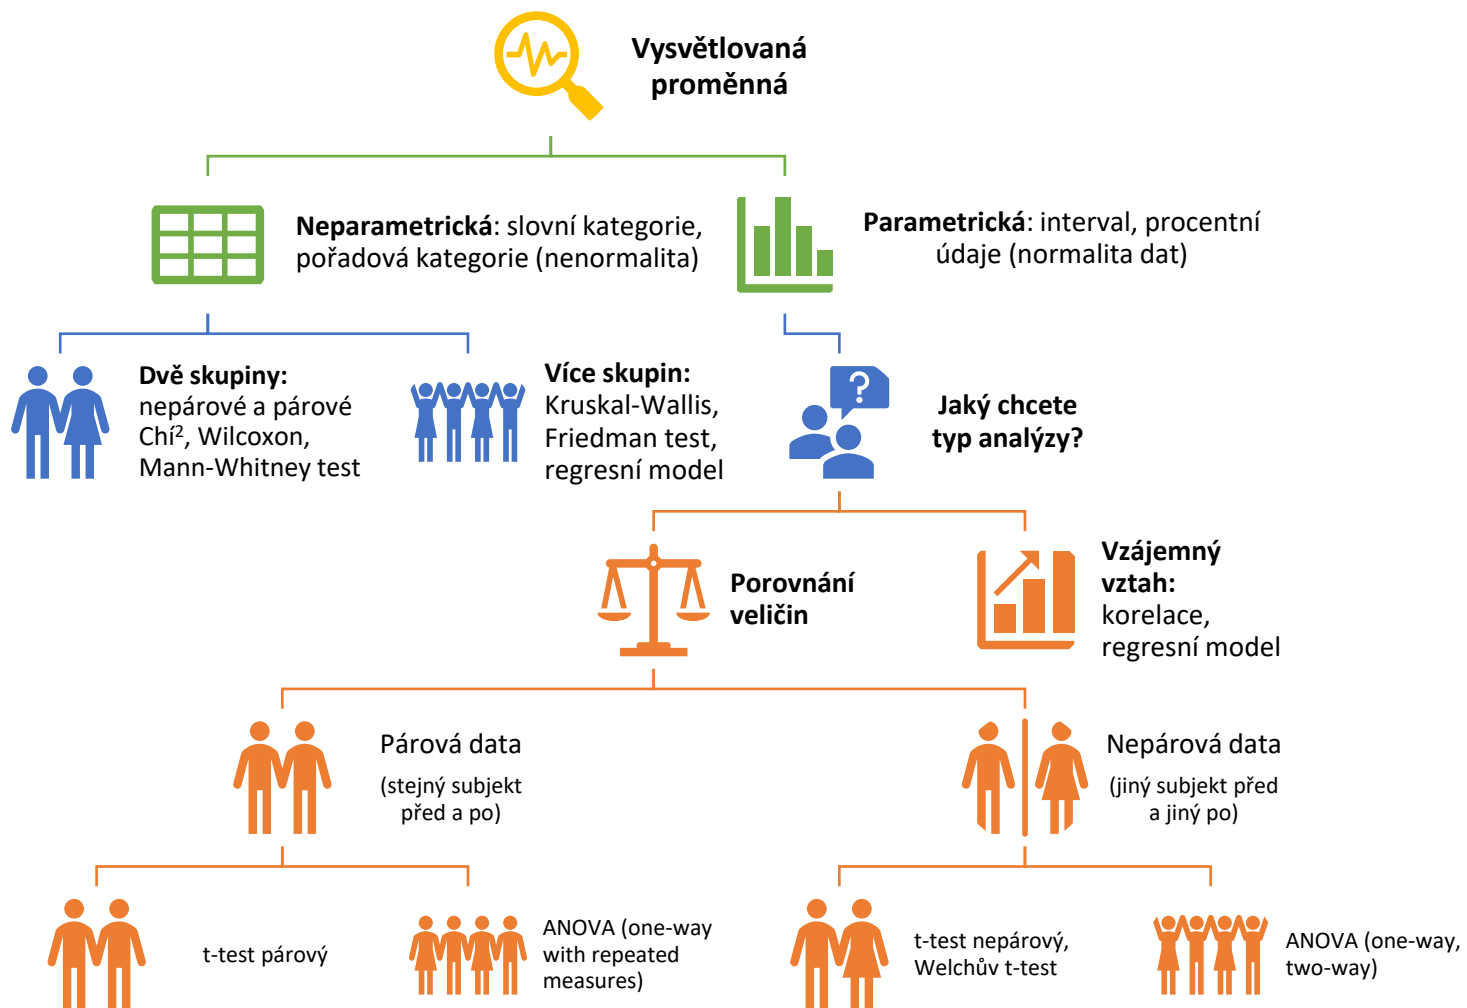 Vysvětlovaná
proměnná
Neparametrická: slovní kategorie,
pořadová kategorie (nenormalita)
Parametrická: interval, procentní
údaje (normalita dat)
Dvě skupiny:
nepárové a párové
Chí², Wilcoxon,
Mann-Whitney test
Více skupin:
Kruskal-Wallis,
Friedman test,
regresní model
?
Jaký chcete
typ analýzy?
Porovnání
veličin
Vzájemný
vztah:
korelace,
regresní model
Párová data
(stejný subjekt
před a po)
Nepárová data
(jiný subjekt před
a jiný po)
t-test párový
ANOVA (one-way
with repeated
measures)
t-test nepárový,
Welchův t-test
ANOVA (one-way,
two-way)